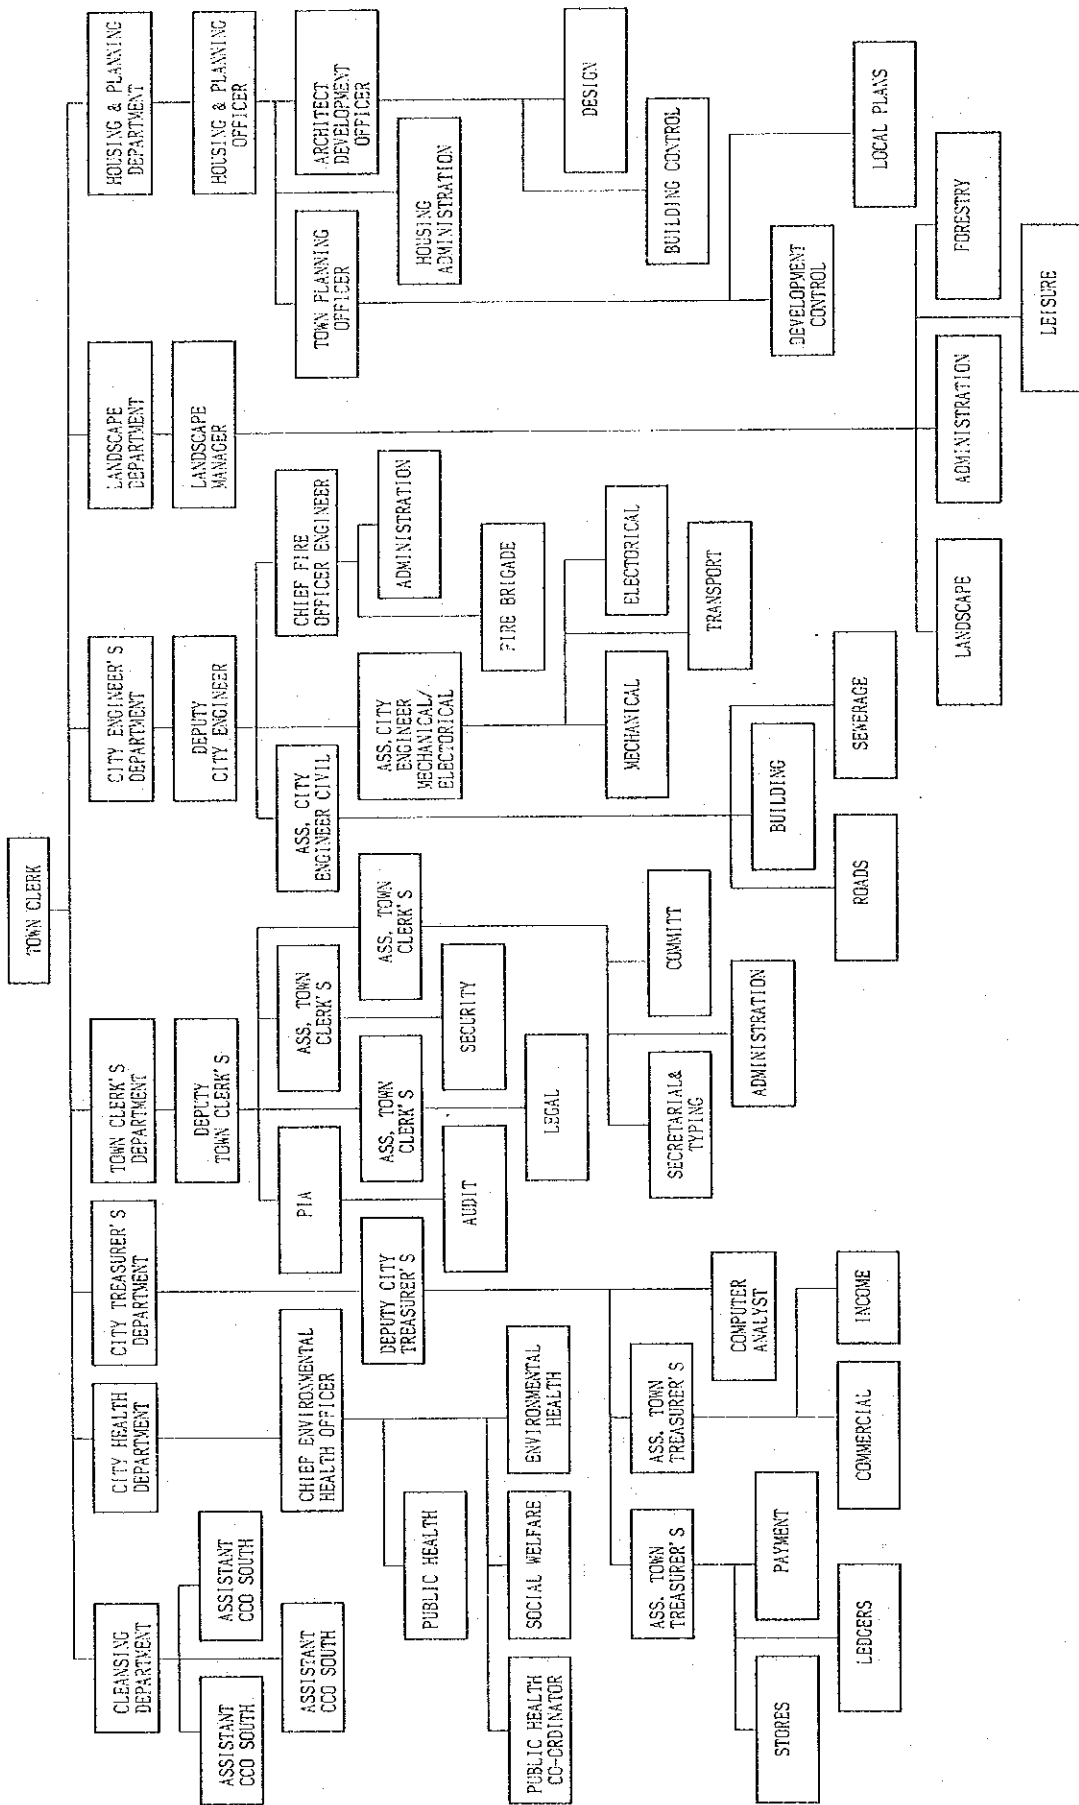 TOWN CLERK
CLEANSING
DEPARTMENT
CITY HEALTH
DEPARTMENT
CITY TREASURER'S
DEPARTMENT
TOWN CLERK'S
DEPARTMENT
CITY ENGINEER'S
DEPARTMENT
LANDSCAPE
DEPARTMENT
HOUSING & PLANNING
DEPARTMENT
ASSISTANT
CCO SOUTH
ASSISTANT
CCO SOUTH
ASSISTANT
CCO SOUTH
DEPUTY
TOWN CLERK'S
DEPUTY
CITY ENGINEER
LANDSCAPE
MANAGER
HOUSING & PLANNING
OFFICER
CHIEF ENVIRONMENTAL
HEALTH OFFICER
PIA
ASS. TOWN
CLERK'S
ASS. CITY
ENGINEER CIVIL
CHIEF FIRE
OFFICER ENGINEER
TOWN PLANNING
OFFICER
ARCHITECT
DEVELOPMENT
OFFICER
DEPUTY CITY
TREASURER'S
ASS. TOWN
CLERK'S
ASS. TOWN
CLERK'S
ASS. CITY
ENGINEER
MECHANICAL/
ELECTORICAL
ADMINISTRATION
HOUSING
ADMINISTRATION
PUBLIC HEALTH
AUDIT
SECURITY
FIRE BRIGADE
PUBLIC HEALTH
CO-ORDINATOR
SOCIAL WELFARE
ENVIRONMENTAL
HEALTH
LEGAL
MECHANICAL
ELECTORICAL
DESIGN
ASS. TOWN
TREASURER'S
ASS. TOWN
TREASURER'S
SECRETARIAL&
TYPING
COMMITT
TRANSPORT
BUILDING CONTROL
COMPUTER
ANALYST
ADMINISTRATION
STORES
PAYMENT
BUILDING
DEVELOPMENT
CONTROL
LEDGERS
COMMERCIAL
INCOME
ROADS
SEWERAGE
LOCAL PLANS
LANDSCAPE
ADMINISTRATION
FORESTRY
LEISURE